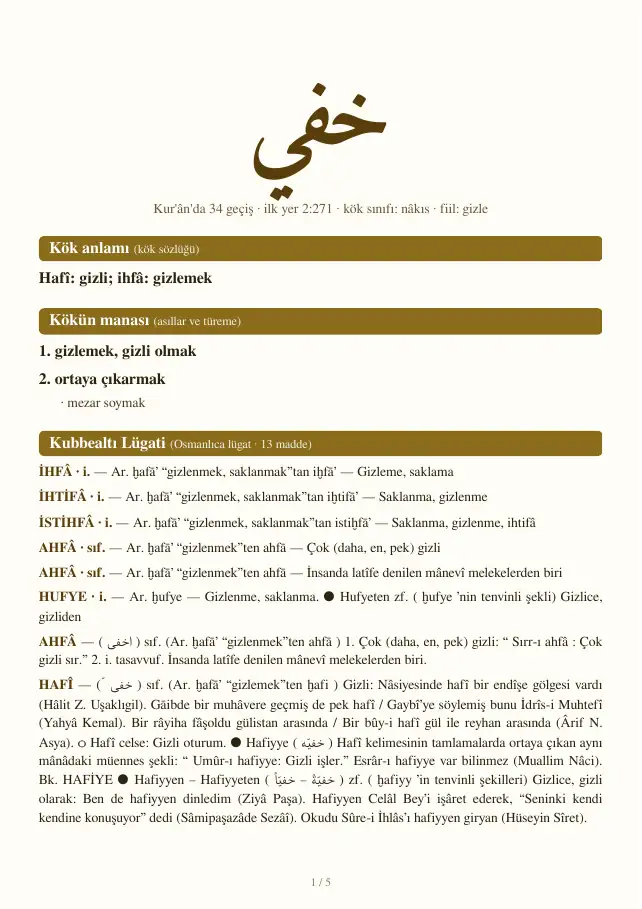 خفي
Kur'ân'da 34 geçiş · ilk yer 2:271 · kök sınıfı: nâkıs · fiil: gizle
Kök anlamı (kök sözlüğü)
Hafî: gizli; ihfâ: gizlemek
Kökün manası (asıllar ve türeme)
1. gizlemek, gizli olmak
2. ortaya çıkarmak
· mezar soymak
Kubbealtı Lügati (Osmanlıca lügat · 13 madde)
İHFÂ · i. — Ar. ḫafā’ “gizlenmek, saklanmak”tan iḫfā’ — Gizleme, saklama
İHTİFÂ · i. — Ar. ḫafā’ “gizlenmek, saklanmak”tan iḫtifā’ — Saklanma, gizlenme
İSTİHFÂ · i. — Ar. ḫafā’ “gizlenmek, saklanmak”tan istiḫfā’ — Saklanma, gizlenme, ihtifâ
AHFÂ · sıf. — Ar. ḫafā’ “gizlenmek”ten ahfā — Çok (daha, en, pek) gizli
AHFÂ · sıf. — Ar. ḫafā’ “gizlenmek”ten ahfā — İnsanda latîfe denilen mânevî melekelerden biri
HUFYE · i. — Ar. ḫufye — Gizlenme, saklanma. ● Hufyeten zf. ( ḫufye ’nin tenvinli şekli) Gizlice,
gizliden
AHFÂ — ( اخفى ) sıf. (Ar. ḫafā’ “gizlenmek”ten ahfā ) 1. Çok (daha, en, pek) gizli: “ Sırr-ı ahfâ : Çok
gizli sır.” 2. i. tasavvuf. İnsanda latîfe denilen mânevî melekelerden biri.
HAFÎ — (ﹼ خفى ) sıf. (Ar. ḫafā’ “gizlemek”ten ḫafі ) Gizli: Nâsiyesinde hafî bir endîşe gölgesi vardı
(Hâlit Z. Uşaklıgil). Gāibde bir muhâvere geçmiş de pek hafî / Gaybî’ye söylemiş bunu İdrîs-i Muhtefî
(Yahyâ Kemal). Bir râyiha fâşoldu gülistan arasında / Bir bûy-i hafî gül ile reyhan arasında (Ârif N.
Asya). ѻ Hafî celse: Gizli oturum. ● Hafiyye ( خفيّه ) Hafî kelimesinin tamlamalarda ortaya çıkan aynı
mânâdaki müennes şekli: “ Umûr-ı hafiyye: Gizli işler.” Esrâr-ı hafiyye var bilinmez (Muallim Nâci).
Bk. HAFİYE ● Hafiyyen – Hafiyyeten ( خفيّةً – خفيّاً ) zf. ( ḫafiyy ’in tenvinli şekilleri) Gizlice, gizli
olarak: Ben de hafiyyen dinledim (Ziyâ Paşa). Hafiyyen Celâl Bey’i işâret ederek, “Seninki kendi
kendine konuşuyor” dedi (Sâmipaşazâde Sezâî). Okudu Sûre-i İhlâs’ı hafiyyen giryan (Hüseyin Sîret).
1 / 5